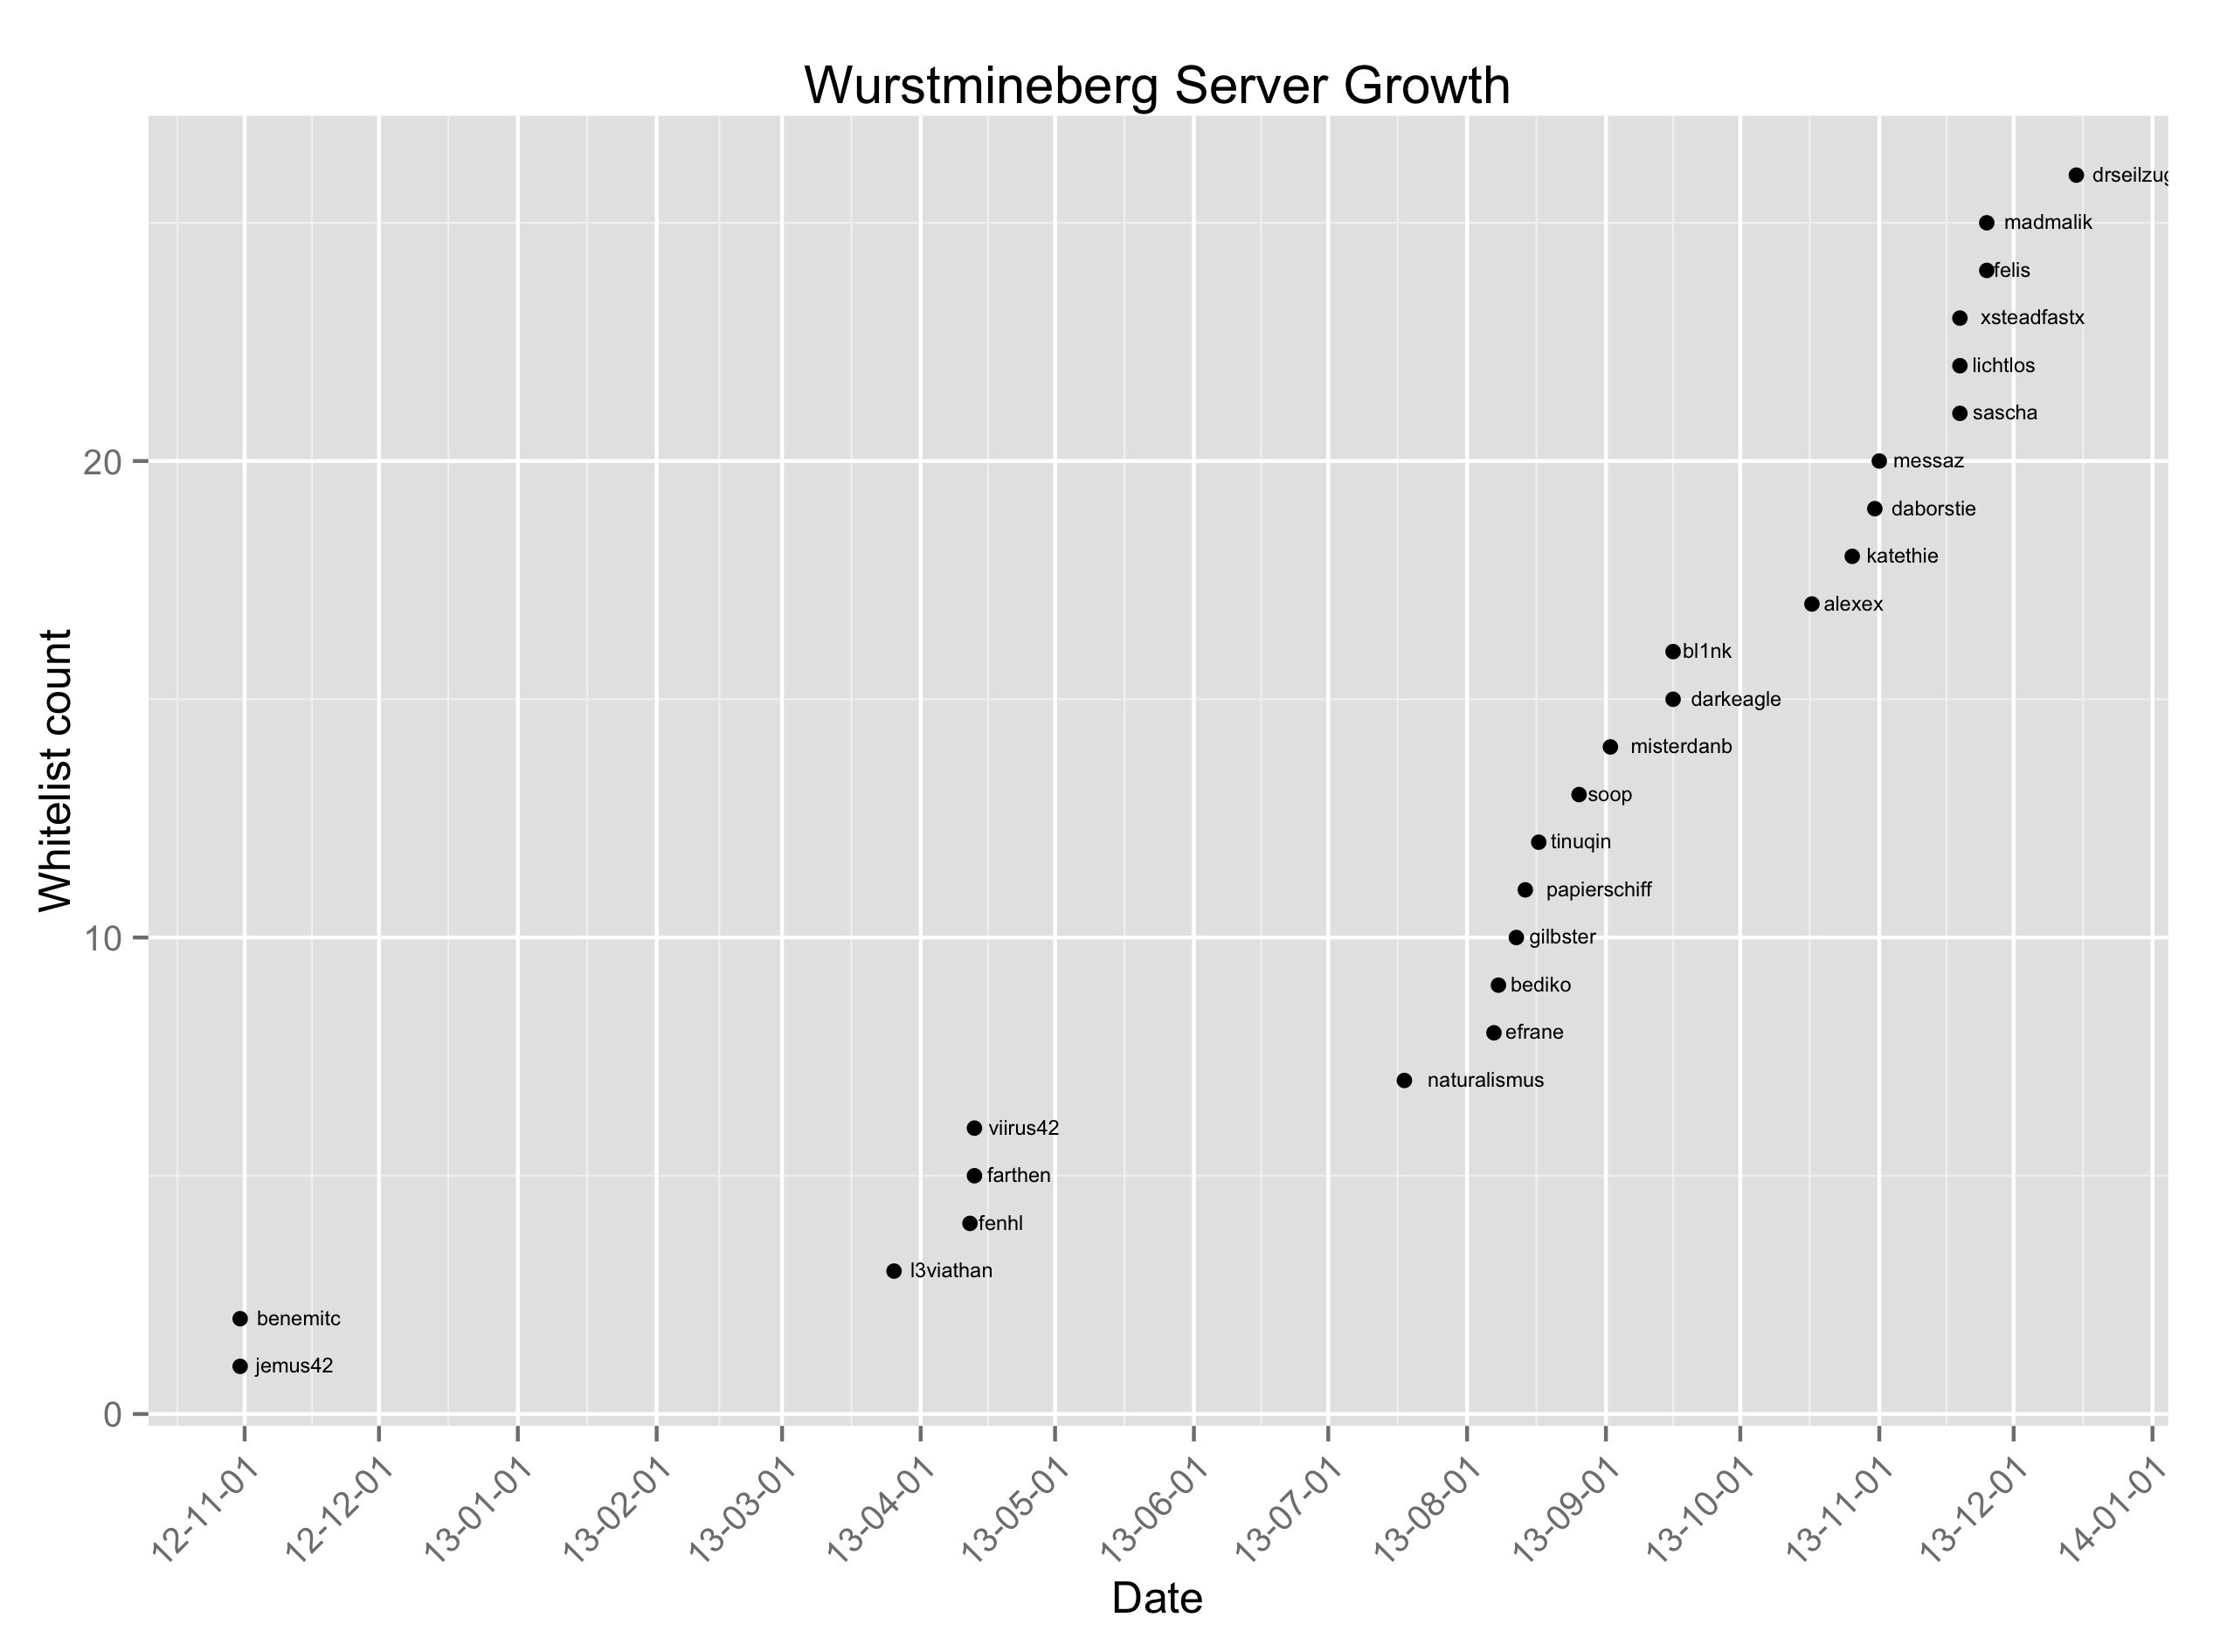 Wurstmineberg Server Growth
drseilzug
madmalik
felis
xsteadfastx
lichtlos
sascha
20
messaz
daborstie
katethie
alexex
bl1nk
darkeagle
misterdanb
soop
tinuqin
papierschiff
10
gilbster
bediko
efrane
naturalismus
viirus42
farthen
fenhl
l3viathan
benemitc
jemus42
0
Whitelist count
12-11-01
12-12-01
13-01-01
13-02-01
13-03-01
13-04-01
13-05-01
13-06-01
13-07-01
13-08-01
13-09-01
13-10-01
13-11-01
13-12-01
14-01-01
Date